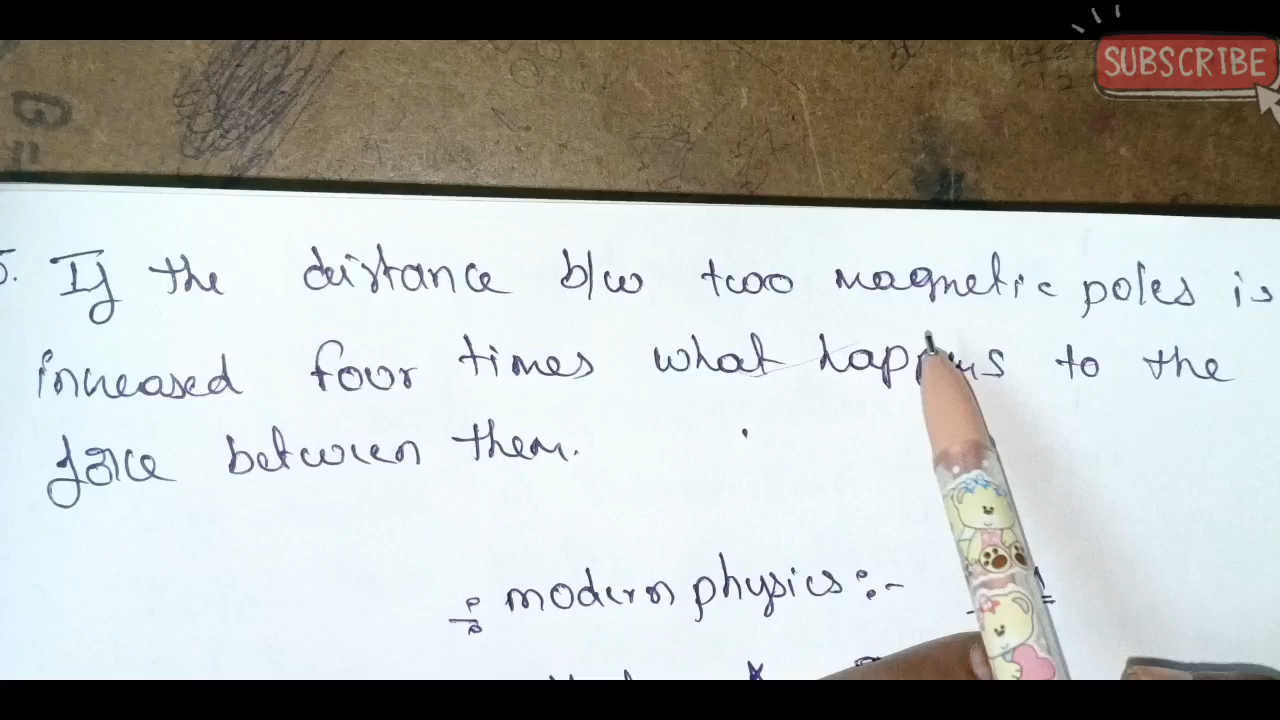 SUBSCRIBE
5. If the distance b/w two magnetic poles is
increased four times what happens to the
force between them.
modern physics :-